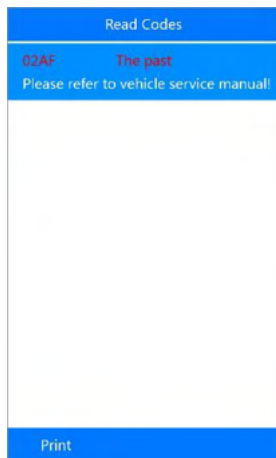 Read Codes
02AF The past
Please refer to vehicle service manual!
Print